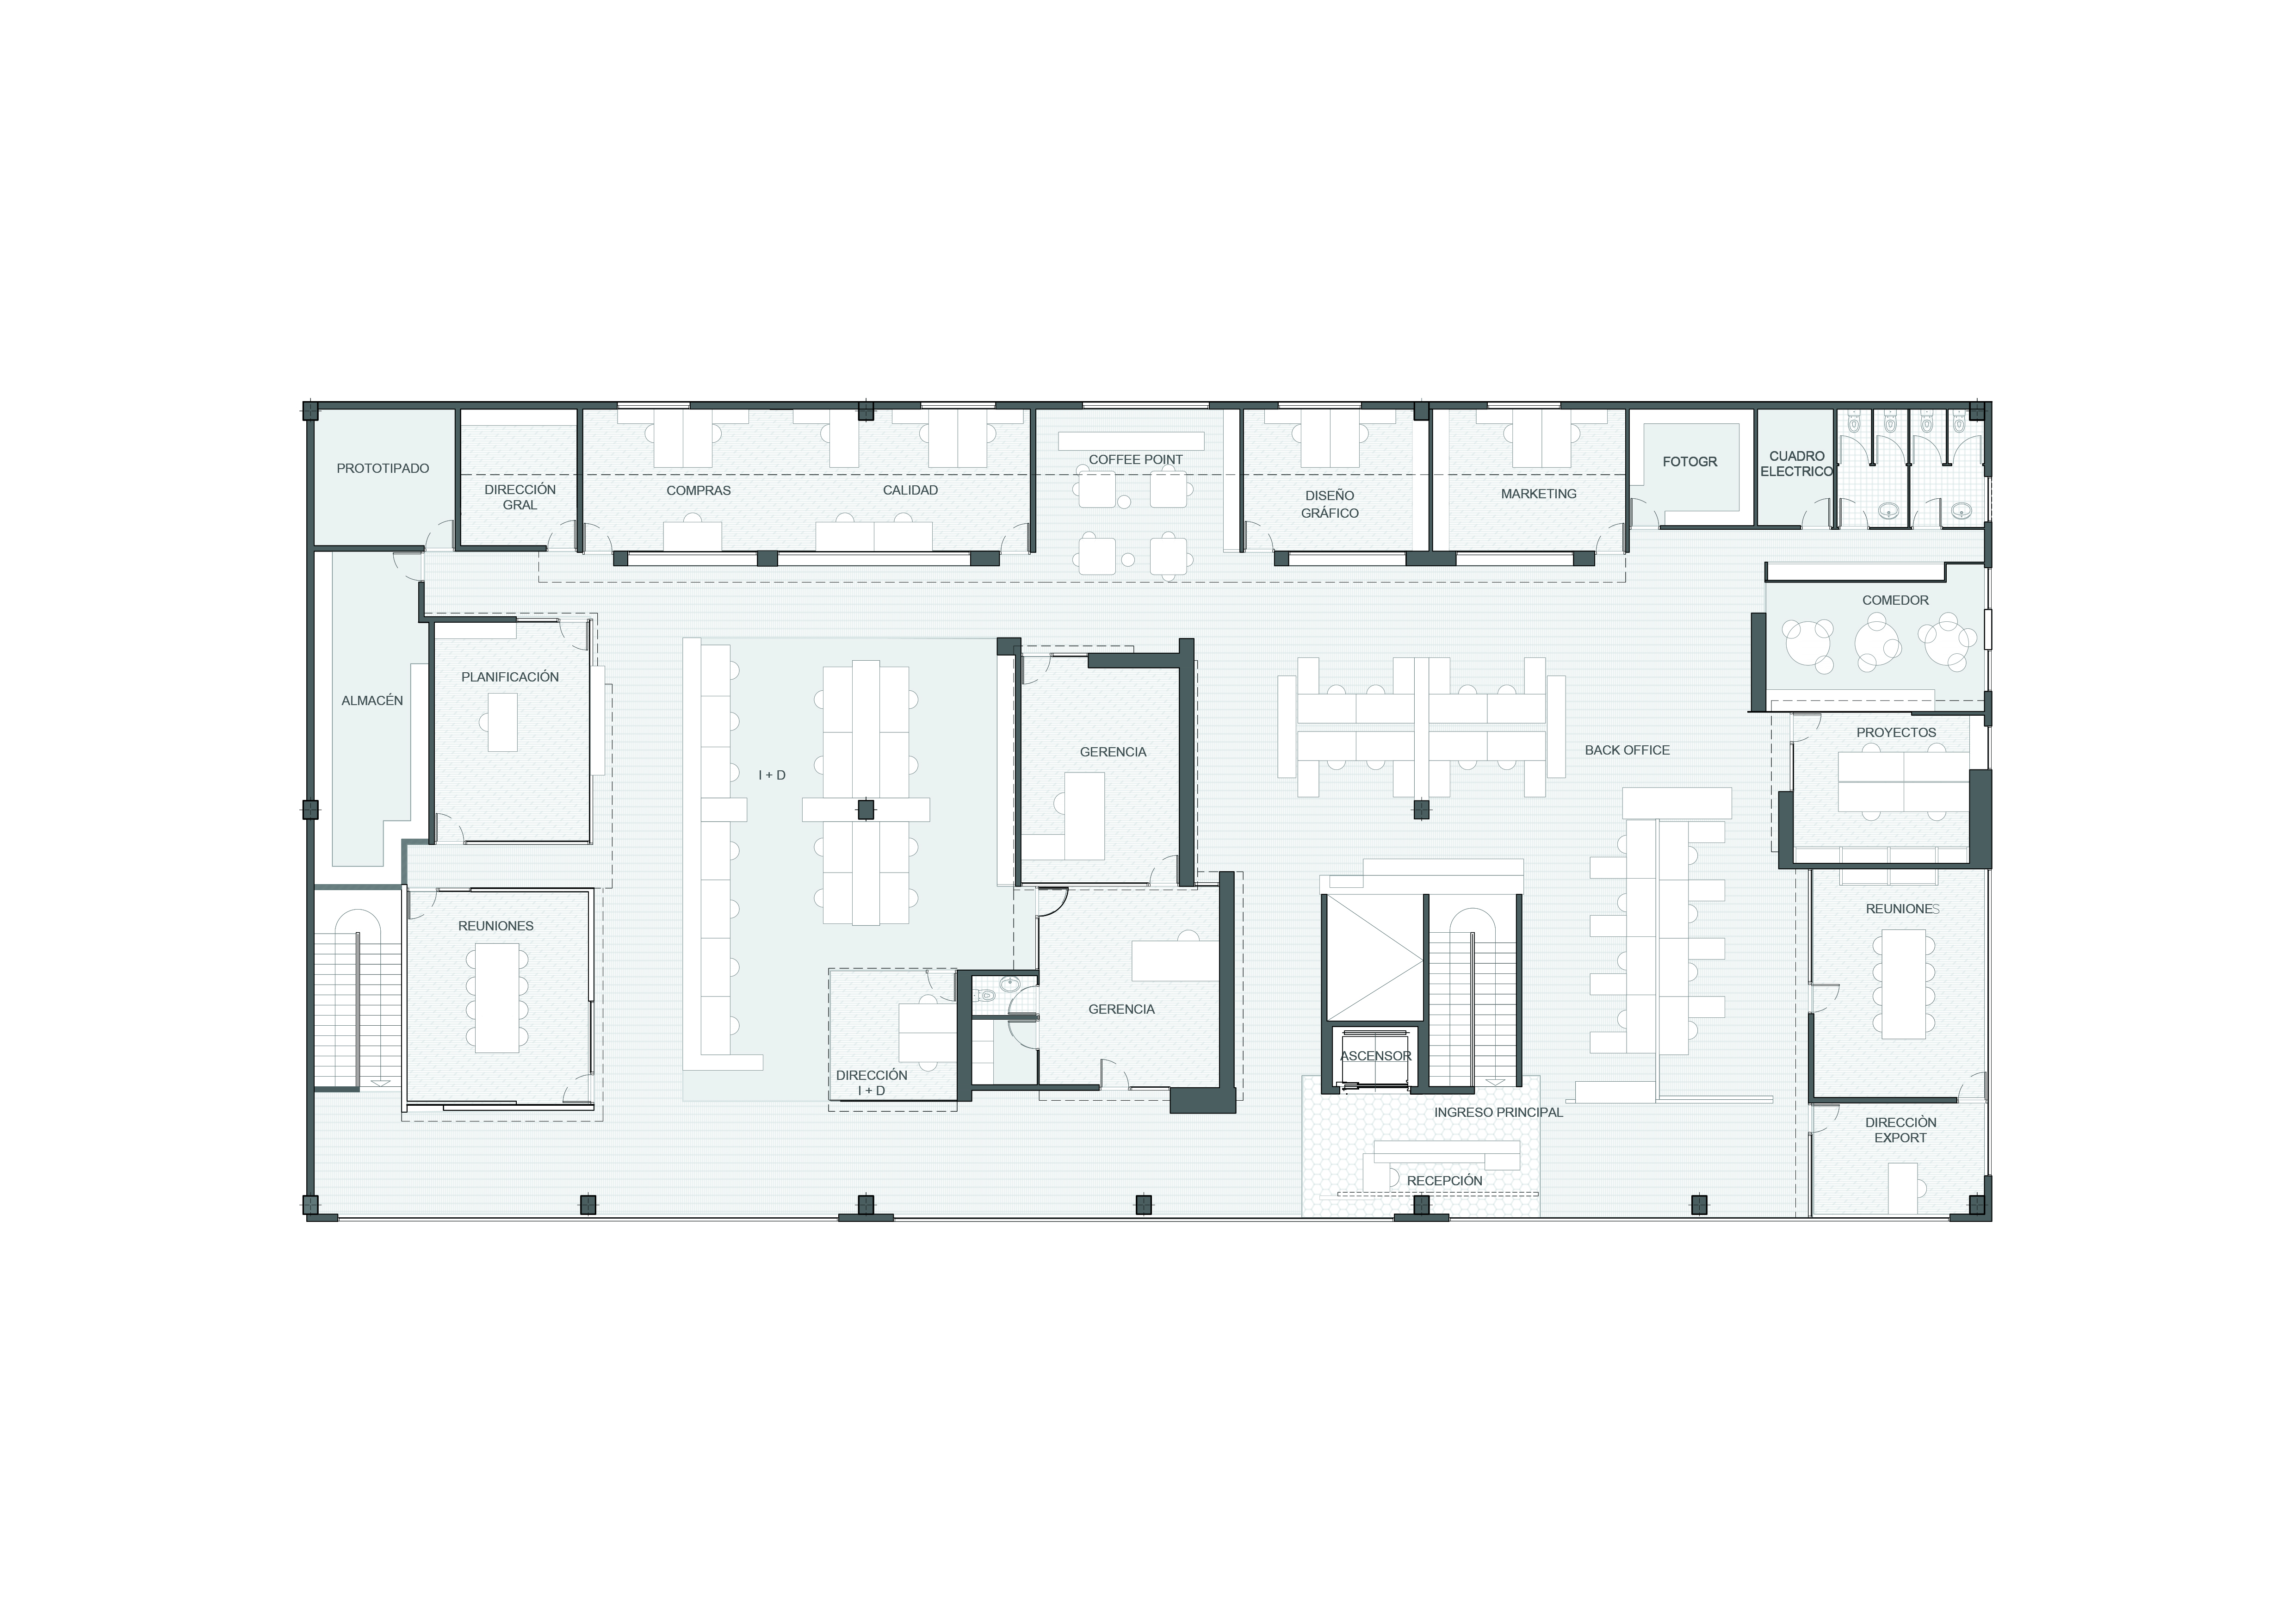 PROTOTIPADO
DIRECCIÓN
GRAL
COMPRAS
CALIDAD
COFFEE POINT
DISEÑO
GRÁFICO
MARKETING
FOTOGR
CUADRO
ELECTRICO
COMEDOR
ALMACÉN
PLANIFICACIÓN
I + D
GERENCIA
BACK OFFICE
PROYECTOS
REUNIONES
REUNIONES
GERENCIA
DIRECCIÓN
I + D
ASCENSOR
INGRESO PRINCIPAL
RECEPCIÓN
DIRECCIÒN
EXPORT